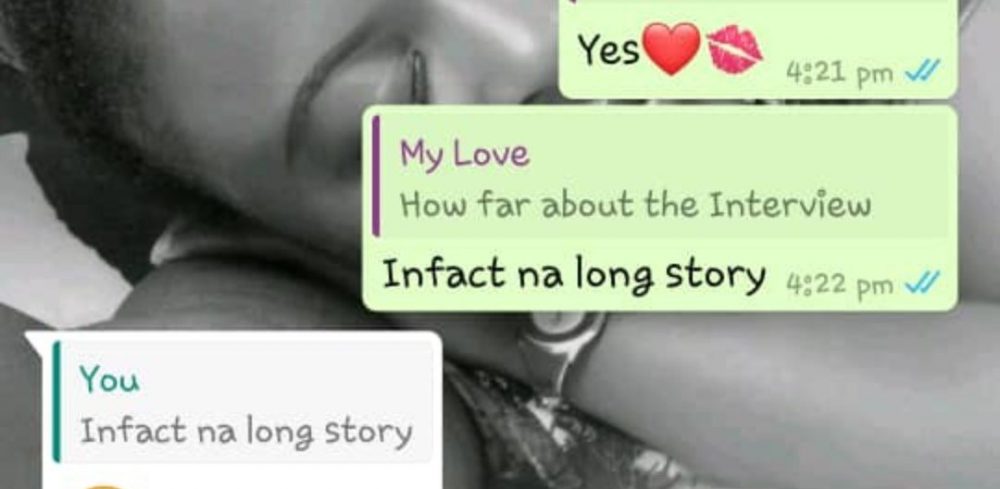 Yes❤️💋 4:21 pm
My Love
How far about the Interview
Infact na long story 4:22 pm
You
Infact na long story